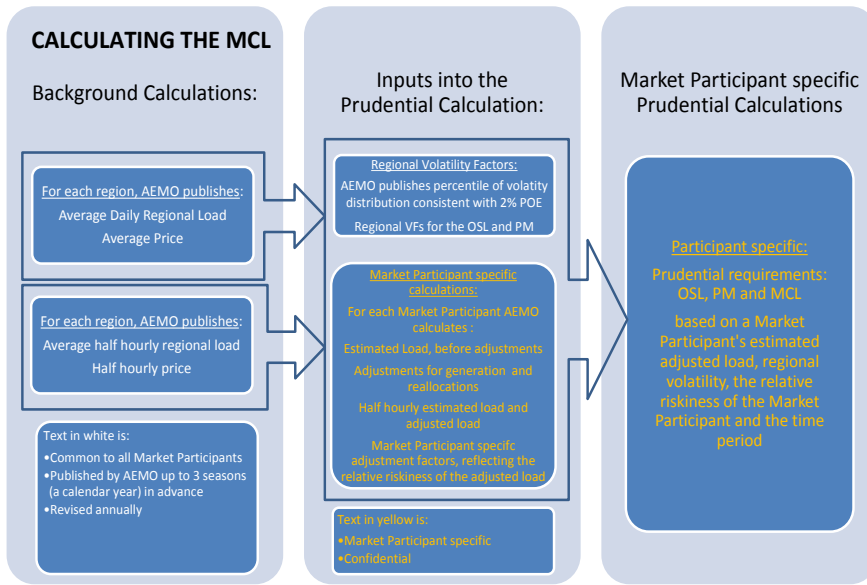 CALCULATING THE MCL
Background Calculations:
For each region, AEMO publishes:
Average Daily Regional Load
Average Price
For each region, AEMO publishes:
Average half hourly regional load
Half hourly price
Text in white is:
•Common to all Market Participants
•Published by AEMO up to 3 seasons
(a calendar year) in advance
•Revised annually
Inputs into the
Prudential Calculation:
Regional Volatility Factors:
AEMO publishes percentile of volatity
distribution consistent with 2% POE
Regional VFs for the OSL and PM
Market Participant specific
calculations:
For each Market Participant AEMO
calculates :
Estimated Load, before adjustments
Adjustments for generation and
reallocations
Half hourly estimated load and
adjusted load
Market Participant specifc
adjustment factors, reflecting the
relative riskiness of the adjusted load
Text in yellow is:
•Market Participant specific
•Confidential
Market Participant specific
Prudential Calculations
Participant specific:
Prudential requirements:
OSL, PM and MCL
based on a Market
Participant's estimated
adjusted load, regional
volatility, the relative
riskiness of the Market
Participant and the time
period